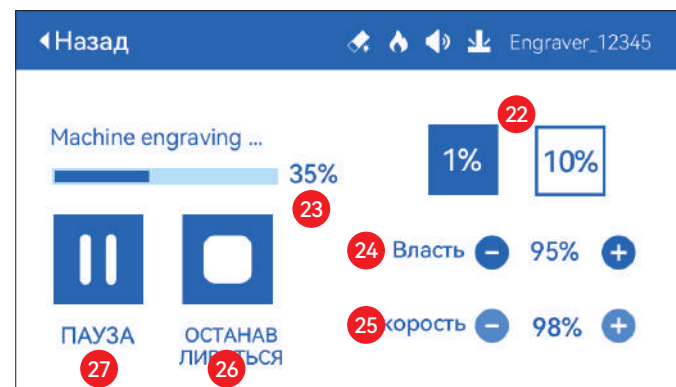 Назад
Engraver_12345
22
Machine engraving ...
1%
10%
35%
23
24 Власть 95%
25 корость 98%
ПАУЗА
ОСТАНАВ
27
26